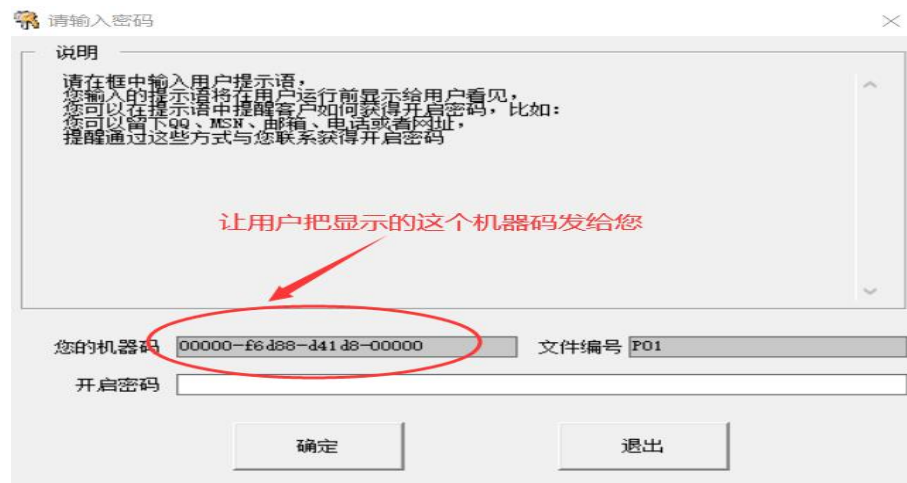 请输入密码
说明
请在框中输入用户提示语，
您输入的提示语将在用户运行前显示给用户看见，
您可以在提示语中提醒客户如何获得开启密码，比如：
您可以留下QQ、MSN、邮箱、电话或者网址，
提醒通过这些方式与您联系获得开启密码
让用户把显示的这个机器码发给您
您的机器码 00000-f6d88-d41d8-00000 文件编号 P01
开启密码
确定 退出